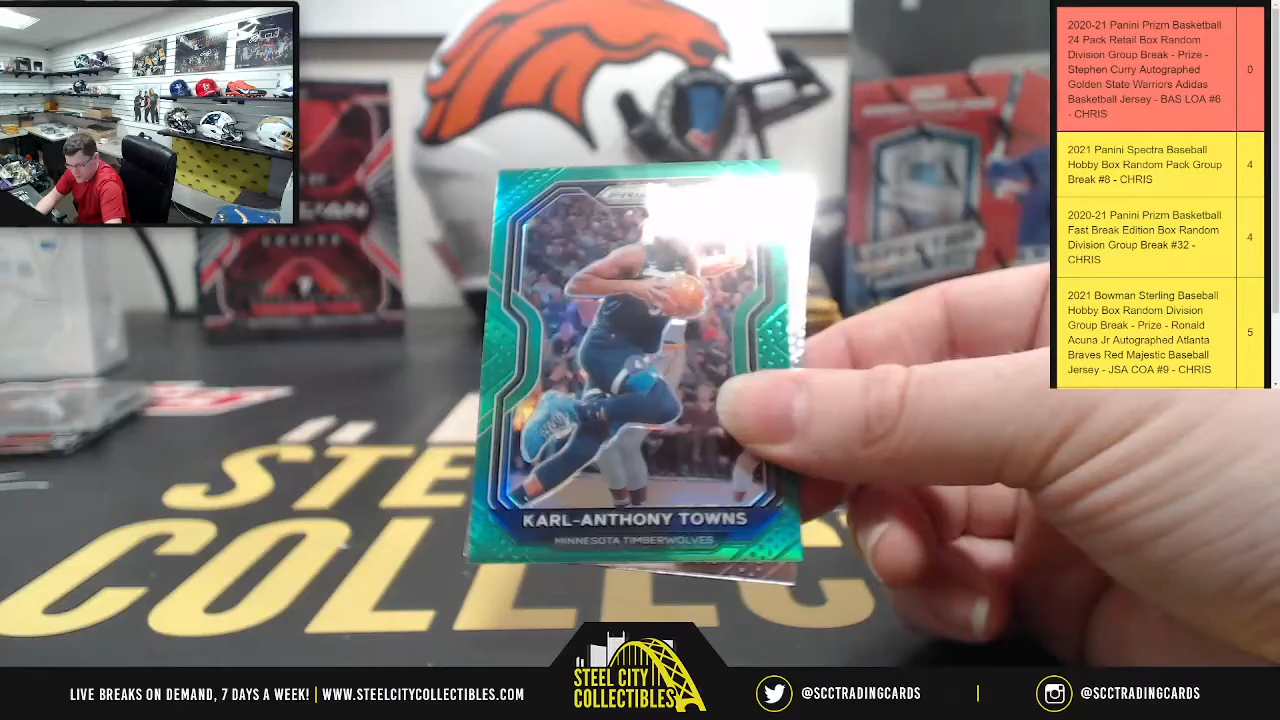 2020-21 Panini Prizm Basketball
24 Pack Retail Box Random
Division Group Break - Prize -
Stephen Curry Autographed
Golden State Warriors Adidas
Basketball Jersey - BAS LOA #6
- CHRIS
0
2021 Panini Spectra Baseball
Hobby Box Random Pack Group
Break #8 - CHRIS
4
2020-21 Panini Prizm Basketball
Fast Break Edition Box Random
Division Group Break #32 -
CHRIS
4
2021 Bowman Sterling Baseball
Hobby Box Random Division
Group Break - Prize - Ronald
Acuna Jr Autographed Atlanta
Braves Red Majestic Baseball
Jersey - JSA COA #9 - CHRIS
5
KARL-ANTHONY TOWNS
MINNESOTA TIMBERWOLVES
STEEL CITY
COLLECTIBLES
LIVE BREAKS ON DEMAND, 7 DAYS A WEEK! | WWW.STEELCITYCOLLECTIBLES.COM
@SCCTRADINGCARDS
|
@SCCTRADINGCARDS